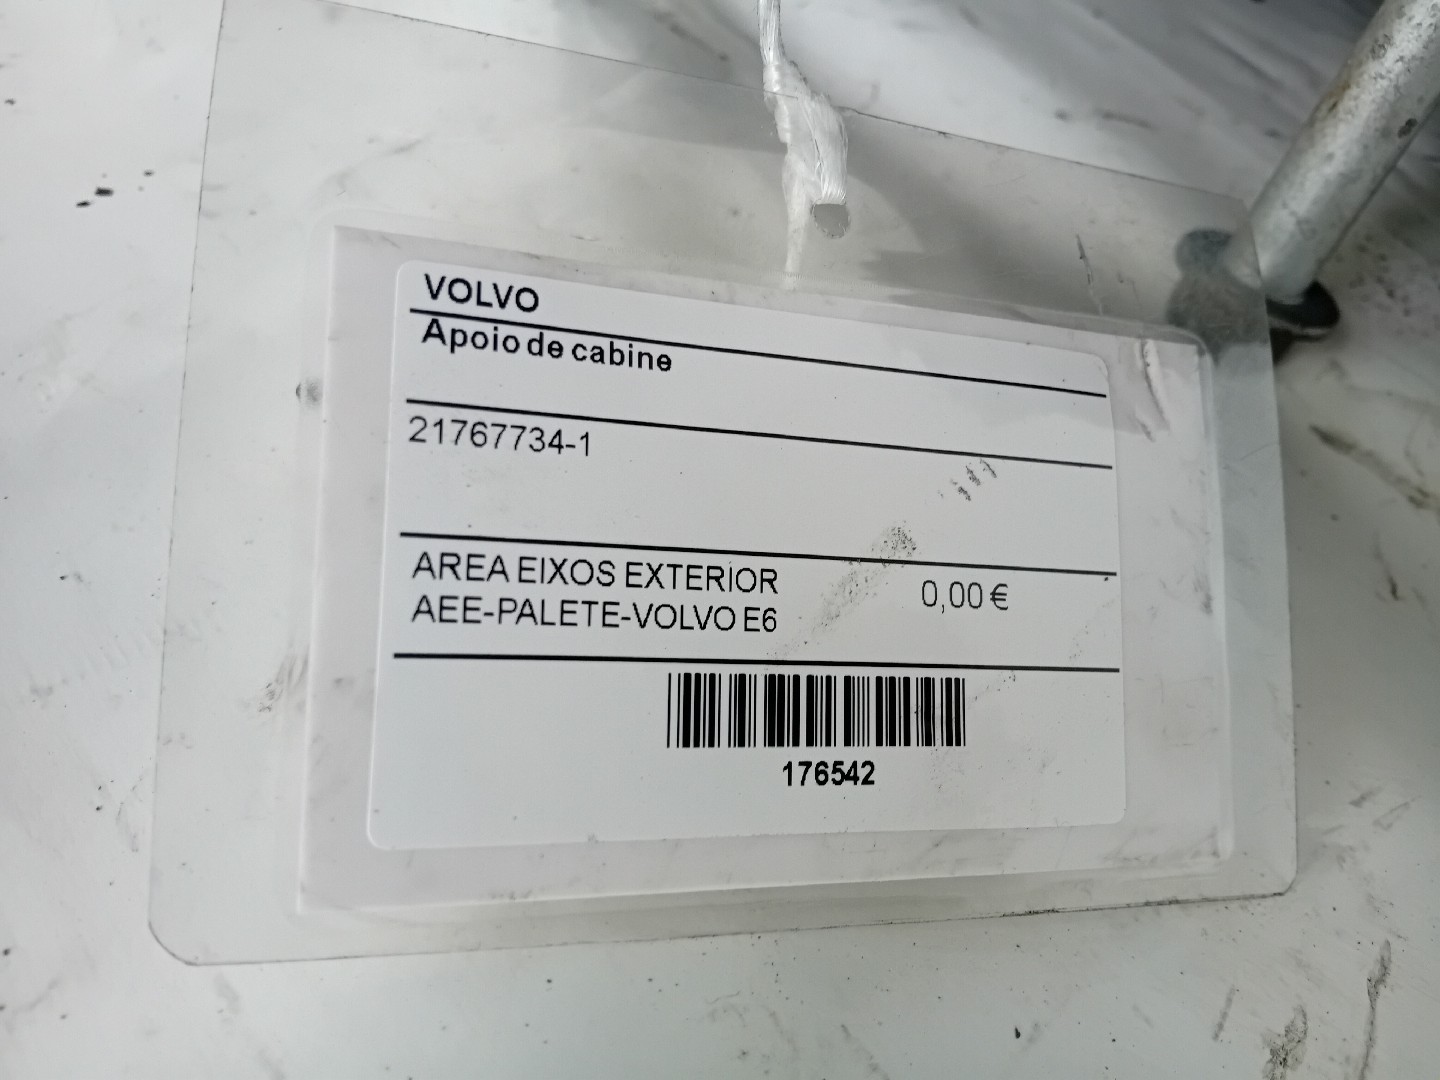 VOLVO
Apoio de cabine
21767734-1
AREA EIXOS EXTERIOR
AEE-PALETE-VOLVO E6
0,00 €
176542